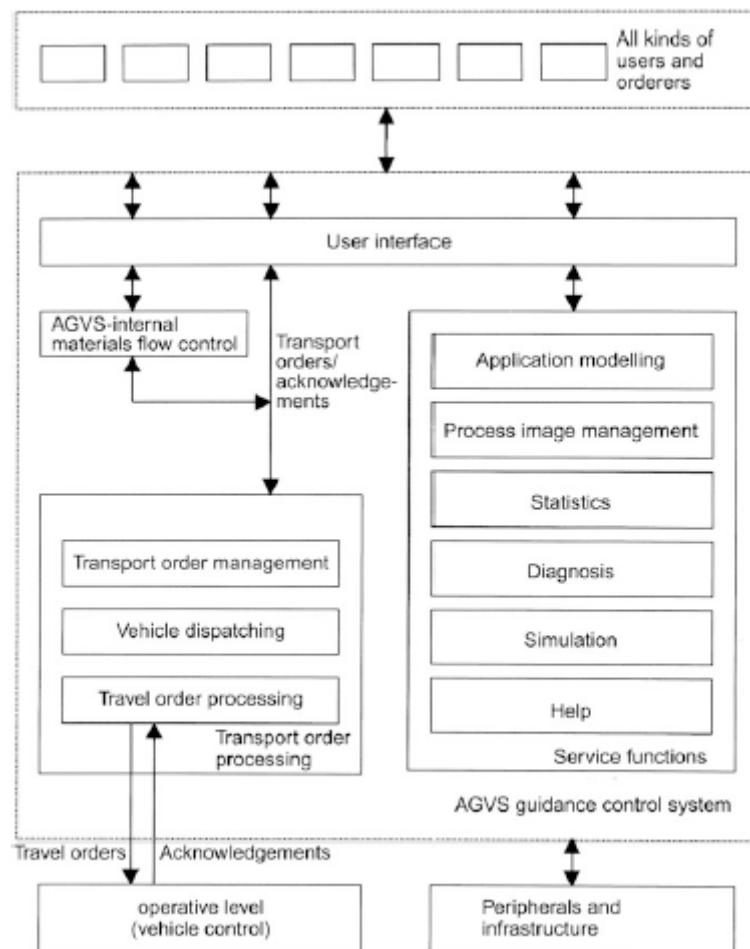 All kinds of
users and
orderers
User interface
AGVS-internal
materials flow control
Transport
orders/
acknowledge-
ments
Application modelling
Process image management
Statistics
Diagnosis
Simulation
Help
Service functions
Transport order management
Vehicle dispatching
Travel order processing
Transport order
processing
AGVS guidance control system
Travel orders
Acknowledgements
operative level
(vehicle control)
Peripherals and
infrastructure